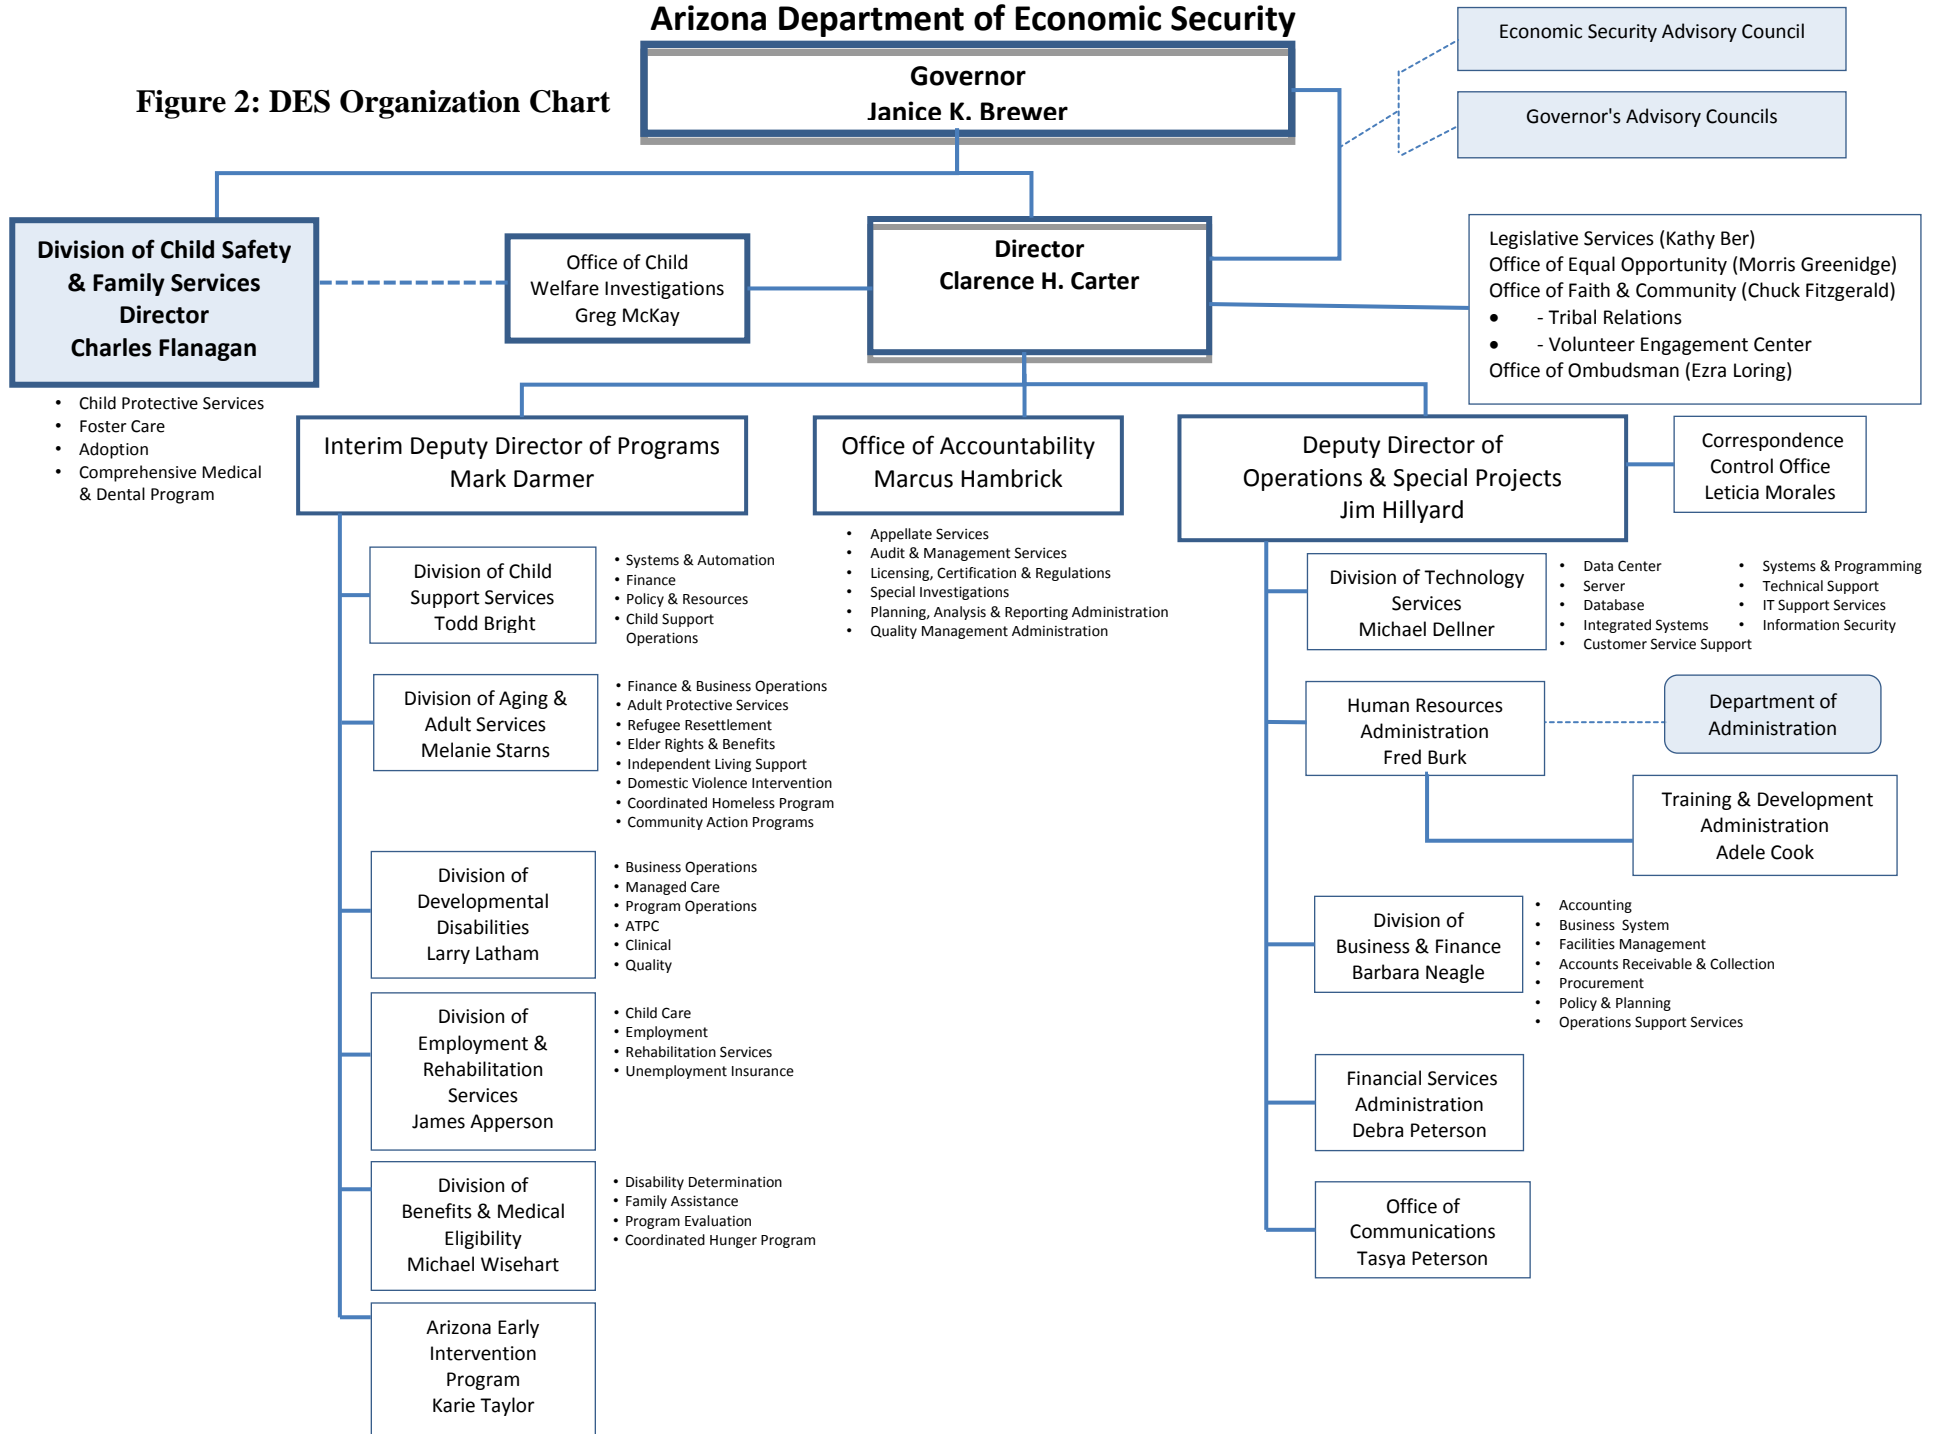 Arizona Department of Economic Security
Figure 2: DES Organization Chart
Governor
Janice K. Brewer
Economic Security Advisory Council
Governor's Advisory Councils
Division of Child Safety
& Family Services
Director
Charles Flanagan
• Child Protective Services
• Foster Care
• Adoption
• Comprehensive Medical
& Dental Program
Office of Child
Welfare Investigations
Greg McKay
Director
Clarence H. Carter
Legislative Services (Kathy Ber)
Office of Equal Opportunity (Morris Greenidge)
Office of Faith & Community (Chuck Fitzgerald)
• - Tribal Relations
• - Volunteer Engagement Center
Office of Ombudsman (Ezra Loring)
Interim Deputy Director of Programs
Mark Darmer
Office of Accountability
Marcus Hambrick
• Appellate Services
• Audit & Management Services
• Licensing, Certification & Regulations
• Special Investigations
• Planning, Analysis & Reporting Administration
• Quality Management Administration
Deputy Director of
Operations & Special Projects
Jim Hillyard
Correspondence
Control Office
Leticia Morales
Division of Child
Support Services
Todd Bright
• Systems & Automation
• Finance
• Policy & Resources
• Child Support
Operations
Division of Aging &
Adult Services
Melanie Starns
• Finance & Business Operations
• Adult Protective Services
• Refugee Resettlement
• Elder Rights & Benefits
• Independent Living Support
• Domestic Violence Intervention
• Coordinated Homeless Program
• Community Action Programs
Division of
Developmental
Disabilities
Larry Latham
• Business Operations
• Managed Care
• Program Operations
• ATPC
• Clinical
• Quality
Division of
Employment &
Rehabilitation
Services
James Apperson
• Child Care
• Employment
• Rehabilitation Services
• Unemployment Insurance
Division of
Benefits & Medical
Eligibility
Michael Wisehart
• Disability Determination
• Family Assistance
• Program Evaluation
• Coordinated Hunger Program
Arizona Early
Intervention
Program
Karie Taylor
Division of Technology
Services
Michael Dellner
• Data Center
• Server
• Database
• Integrated Systems
• Customer Service Support
• Systems & Programming
• Technical Support
• IT Support Services
• Information Security
Human Resources
Administration
Fred Burk
Department of
Administration
Training & Development
Administration
Adele Cook
Division of
Business & Finance
Barbara Neagle
• Accounting
• Business System
• Facilities Management
• Accounts Receivable & Collection
• Procurement
• Policy & Planning
• Operations Support Services
Financial Services
Administration
Debra Peterson
Office of
Communications
Tasya Peterson